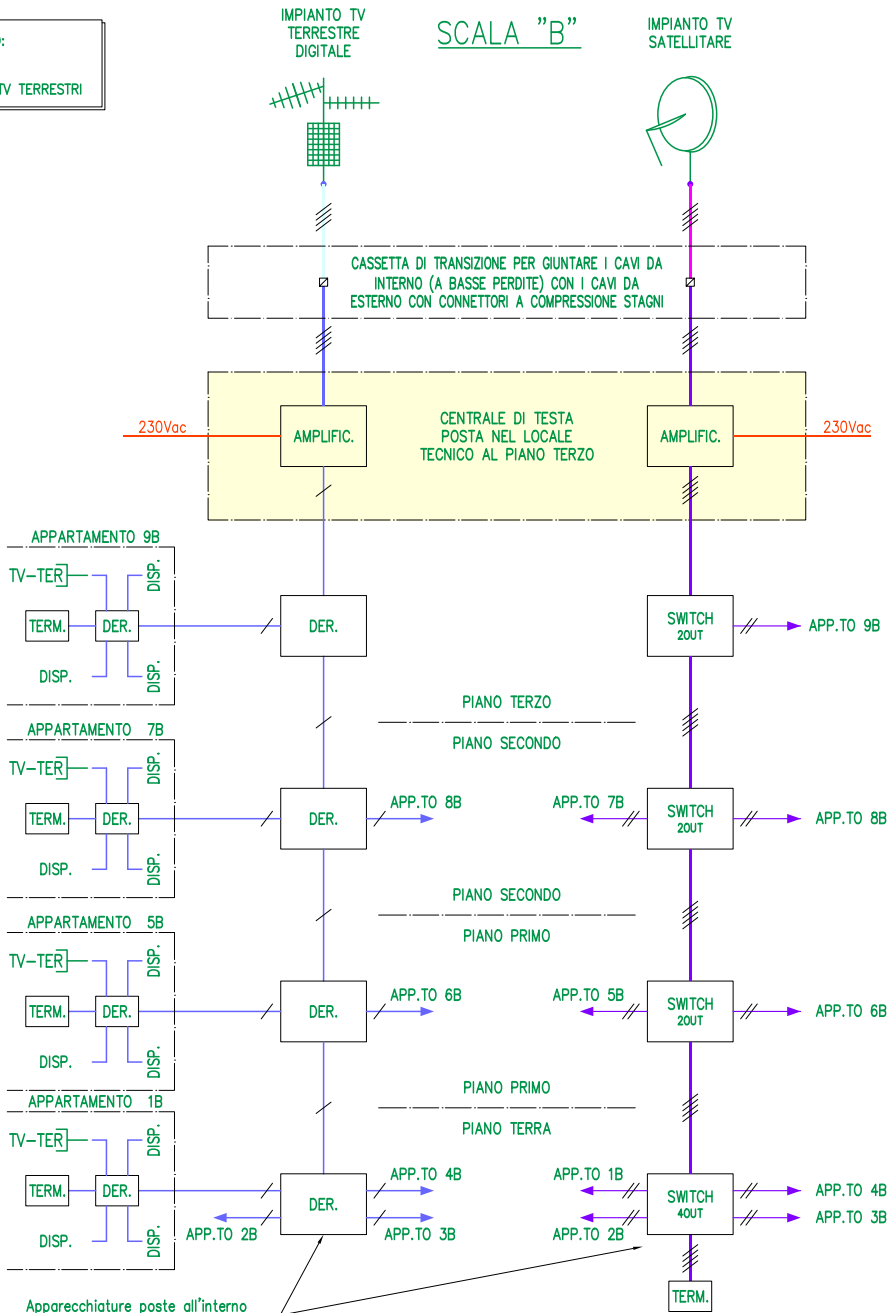 IMPIANTO TV
TERRESTRE
DIGITALE
SCALA "B"
IMPIANTO TV
SATELLITARE
TV TERRESTRI
CASSETTA DI TRANSIZIONE PER GIUNTARE I CAVI DA
INTERNO (A BASSE PERDITE) CON I CAVI DA
ESTERNO CON CONNETTORI A COMPRESSIONE STAGNI
230Vac
AMPLIFIC.
CENTRALE DI TESTA
POSTA NEL LOCALE
TECNICO AL PIANO TERZO
AMPLIFIC.
230Vac
APPARTAMENTO 9B
TV-TER
DISP.
TERM.
DER.
DISP.
DISP.
DER.
SWITCH
2OUT
APP.TO 9B
PIANO TERZO
PIANO SECONDO
APPARTAMENTO 7B
TV-TER
DISP.
TERM.
DER.
DISP.
DISP.
DER.
APP.TO 8B
APP.TO 7B
SWITCH
2OUT
APP.TO 8B
PIANO SECONDO
PIANO PRIMO
APPARTAMENTO 5B
TV-TER
DISP.
TERM.
DER.
DISP.
DISP.
DER.
APP.TO 6B
APP.TO 5B
SWITCH
2OUT
APP.TO 6B
PIANO PRIMO
PIANO TERRA
APPARTAMENTO 1B
TV-TER
DISP.
TERM.
DER.
DISP.
DISP.
DER.
APP.TO 4B
APP.TO 2B
APP.TO 3B
APP.TO 1B
APP.TO 2B
SWITCH
4OUT
APP.TO 4B
APP.TO 3B
TERM.
Apparecchiature poste all'interno